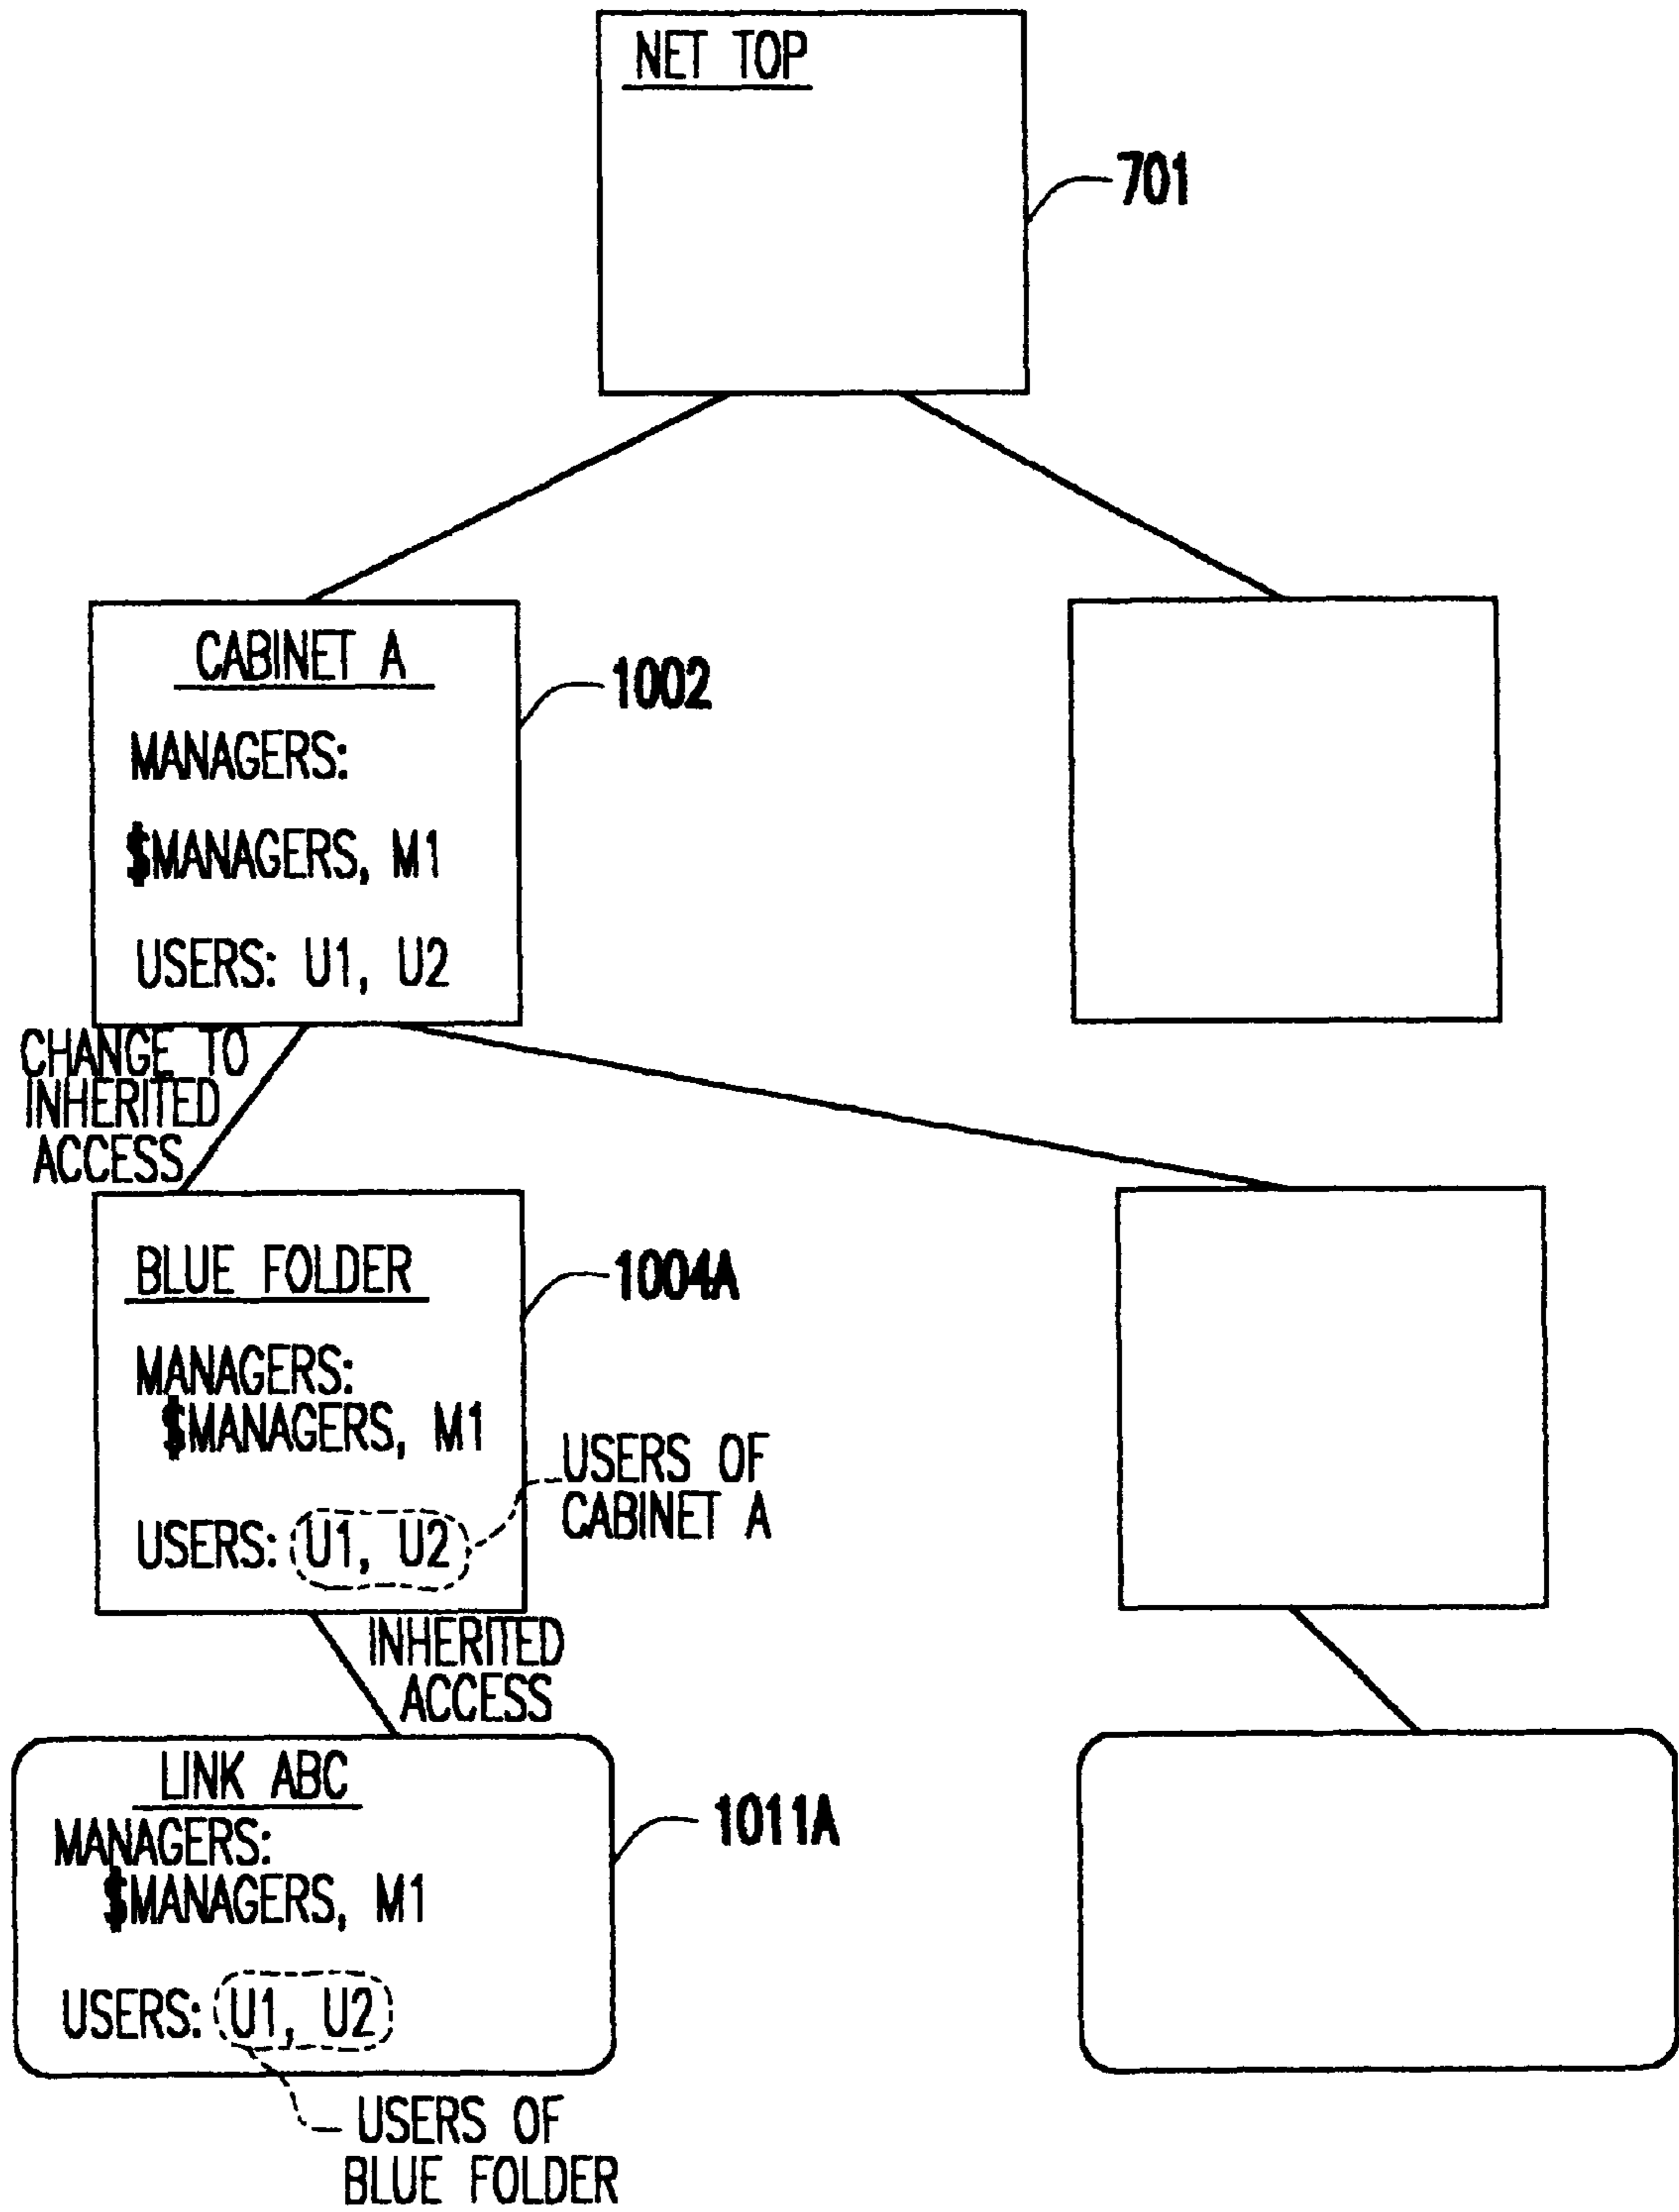 NET TOP
701
CABINET A
1002
MANAGERS:
$MANAGERS, M1
USERS: U1, U2
CHANGE TO
INHERITED
ACCESS
BLUE FOLDER
1004A
MANAGERS:
$MANAGERS, M1
USERS OF
CABINET A
USERS: U1, U2
INHERITED
ACCESS
LINK ABC
1011A
MANAGERS:
$MANAGERS, M1
USERS: U1, U2
USERS OF
BLUE FOLDER